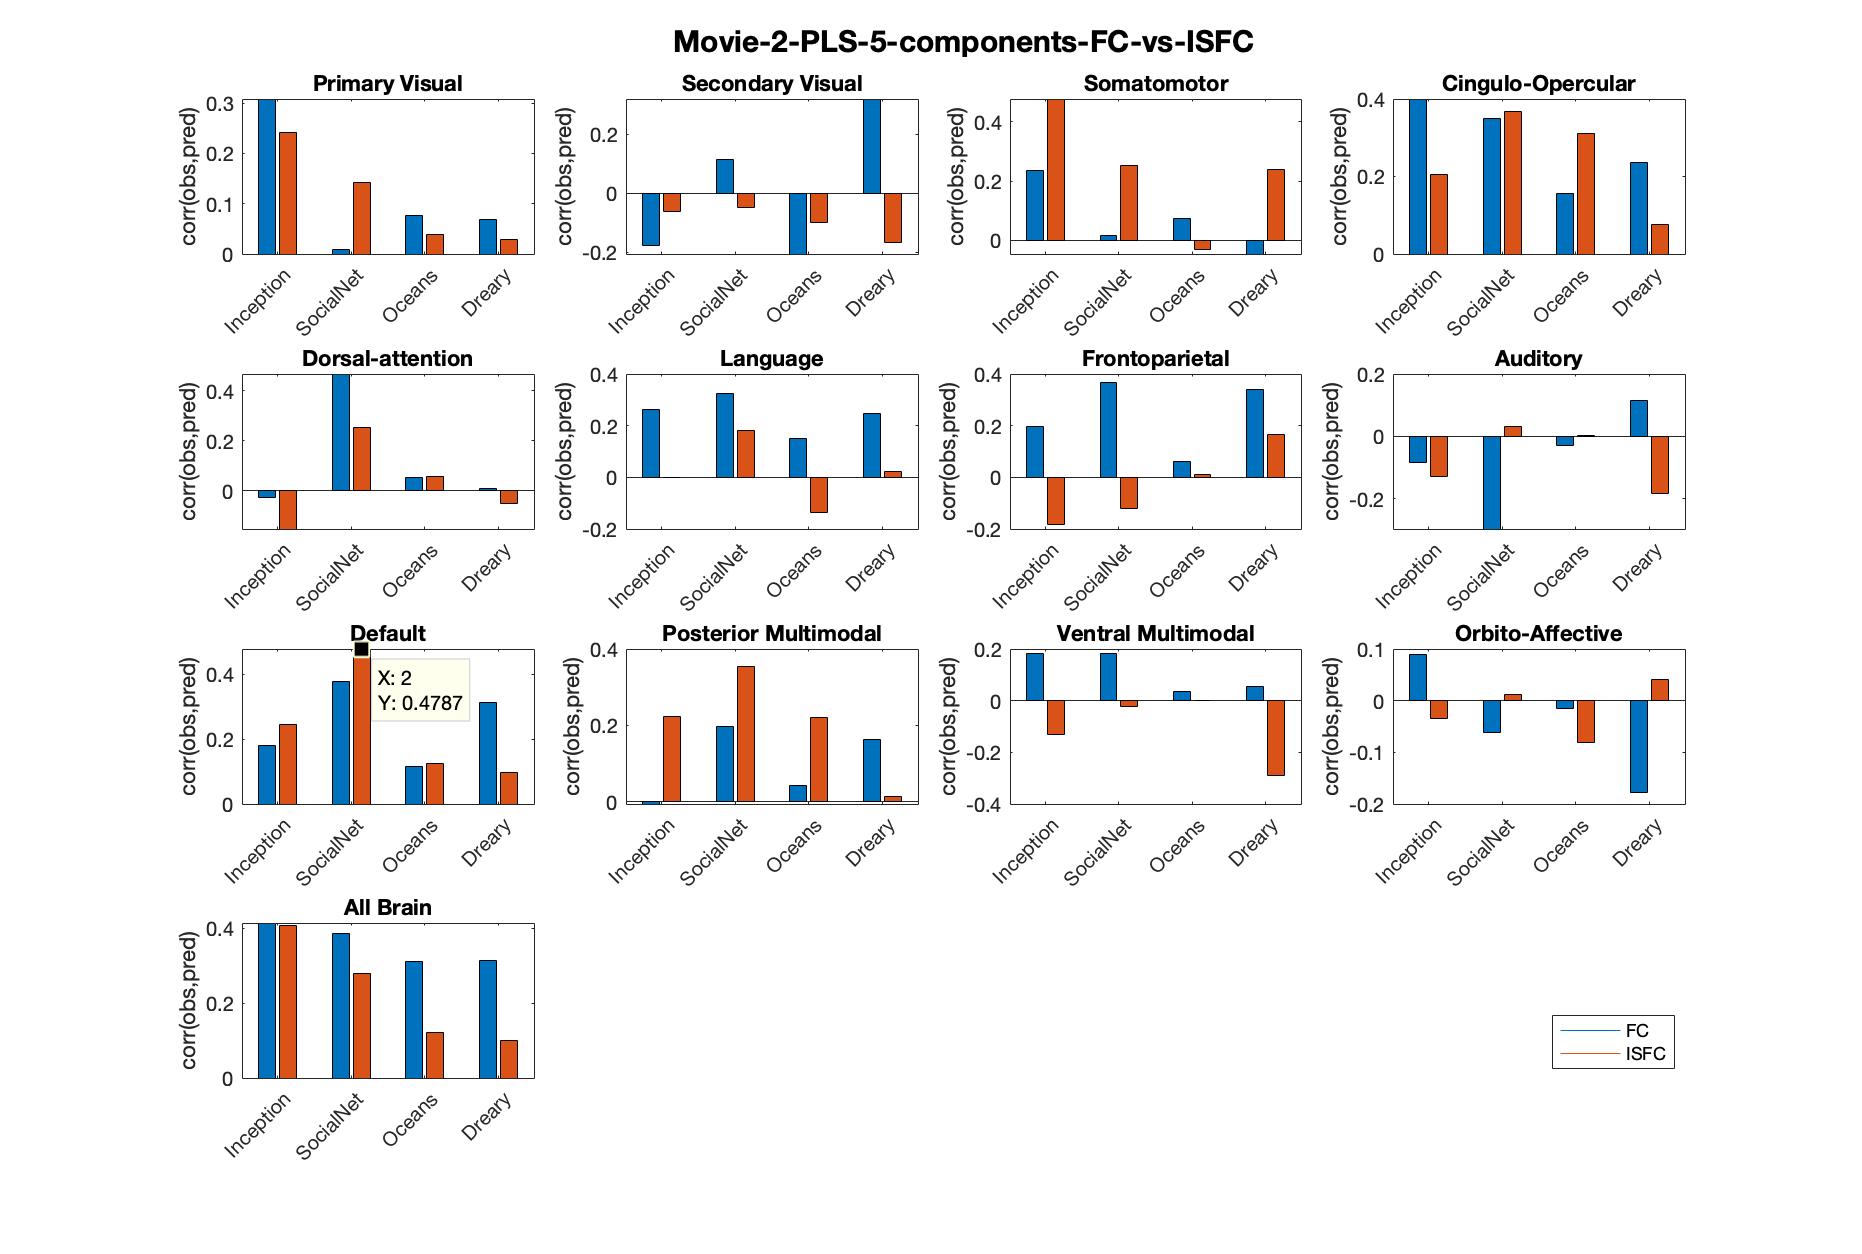 Movie-2-PLS-5-components-FC-vs-ISFC
Primary Visual
corr(obs,pred)
0.3
0.2
0.1
0
Inception
SocialNet
Oceans
Dreary
Secondary Visual
corr(obs,pred)
0.2
0
-0.2
Inception
SocialNet
Oceans
Dreary
Somatomotor
corr(obs,pred)
0.4
0.2
0
Inception
SocialNet
Oceans
Dreary
Cingulo-Opercular
corr(obs,pred)
0.4
0.2
0
Inception
SocialNet
Oceans
Dreary
Dorsal-attention
corr(obs,pred)
0.4
0.2
0
Inception
SocialNet
Oceans
Dreary
Language
corr(obs,pred)
0.4
0.2
0
-0.2
Inception
SocialNet
Oceans
Dreary
Frontoparietal
corr(obs,pred)
0.4
0.2
0
-0.2
Inception
SocialNet
Oceans
Dreary
Auditory
corr(obs,pred)
0.2
0
-0.2
Inception
SocialNet
Oceans
Dreary
Default
corr(obs,pred)
0.4
0.2
0
X: 2
Y: 0.4787
Inception
SocialNet
Oceans
Dreary
Posterior Multimodal
corr(obs,pred)
0.4
0.2
0
Inception
SocialNet
Oceans
Dreary
Ventral Multimodal
corr(obs,pred)
0.2
0
-0.2
-0.4
Inception
SocialNet
Oceans
Dreary
Orbito-Affective
corr(obs,pred)
0.1
0
-0.1
-0.2
Inception
SocialNet
Oceans
Dreary
All Brain
corr(obs,pred)
0.4
0.2
0
Inception
SocialNet
Oceans
Dreary
FC
ISFC